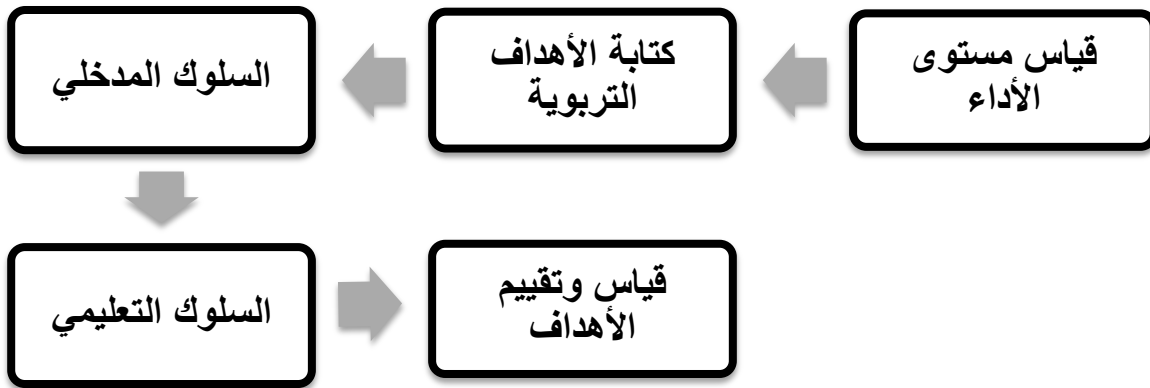 قياس مستوى
الأداء
كتابة الأهداف
التربوية
السلوك المدخلي
السلوك التعليمي
قياس وتقييم
الأهداف